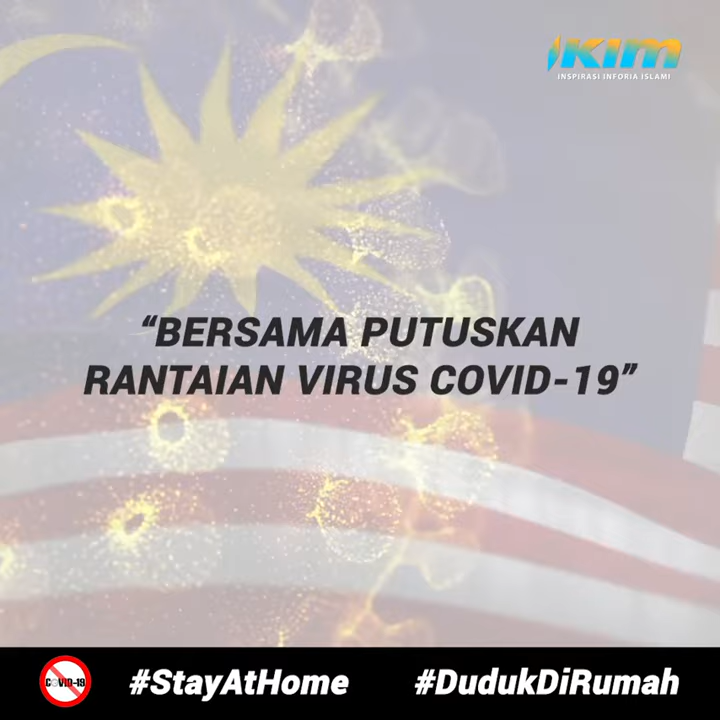 IKIM
INSPIRASI INFORIA ISLAMI
“BERSAMA PUTUSKAN
RANTAIAN VIRUS COVID-19”
COVID-19
#StayAtHome #DudukDiRumah